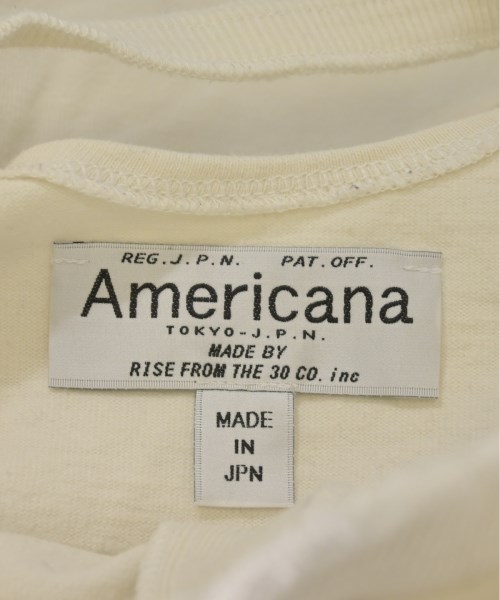 REG.J.P.N. PAT.OFF.
Americana
TOKYO-J.P.N.
MADE BY
RISE FROM THE 30 CO. inc
MADE
IN
JPN